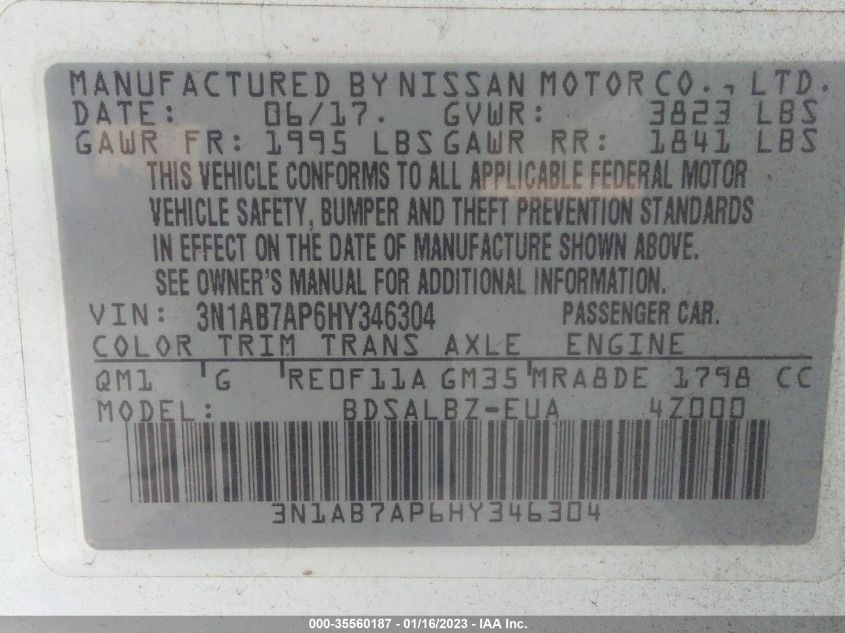 MANUFACTURED BY NISSAN MOTOR CO., LTD.
DATE: 06/17. GVWR: 3823 LBS
GAWR FR: 1995 LBS GAWR RR: 1841 LBS
THIS VEHICLE CONFORMS TO ALL APPLICABLE FEDERAL MOTOR
VEHICLE SAFETY, BUMPER AND THEFT PREVENTION STANDARDS
IN EFFECT ON THE DATE OF MANUFACTURE SHOWN ABOVE.
SEE OWNER'S MANUAL FOR ADDITIONAL INFORMATION.
VIN: 3N1AB7AP6HY346304 PASSENGER CAR.
COLOR TRIM TRANS AXLE ENGINE
QM1 'G 'RE0F11A GM35'MRA8DE 1798 CC
MODEL: BDSALBZ-EUA 4Z000
3N1AB7AP6HY346304
000-35560187 - 01/16/2023 - IAA Inc.